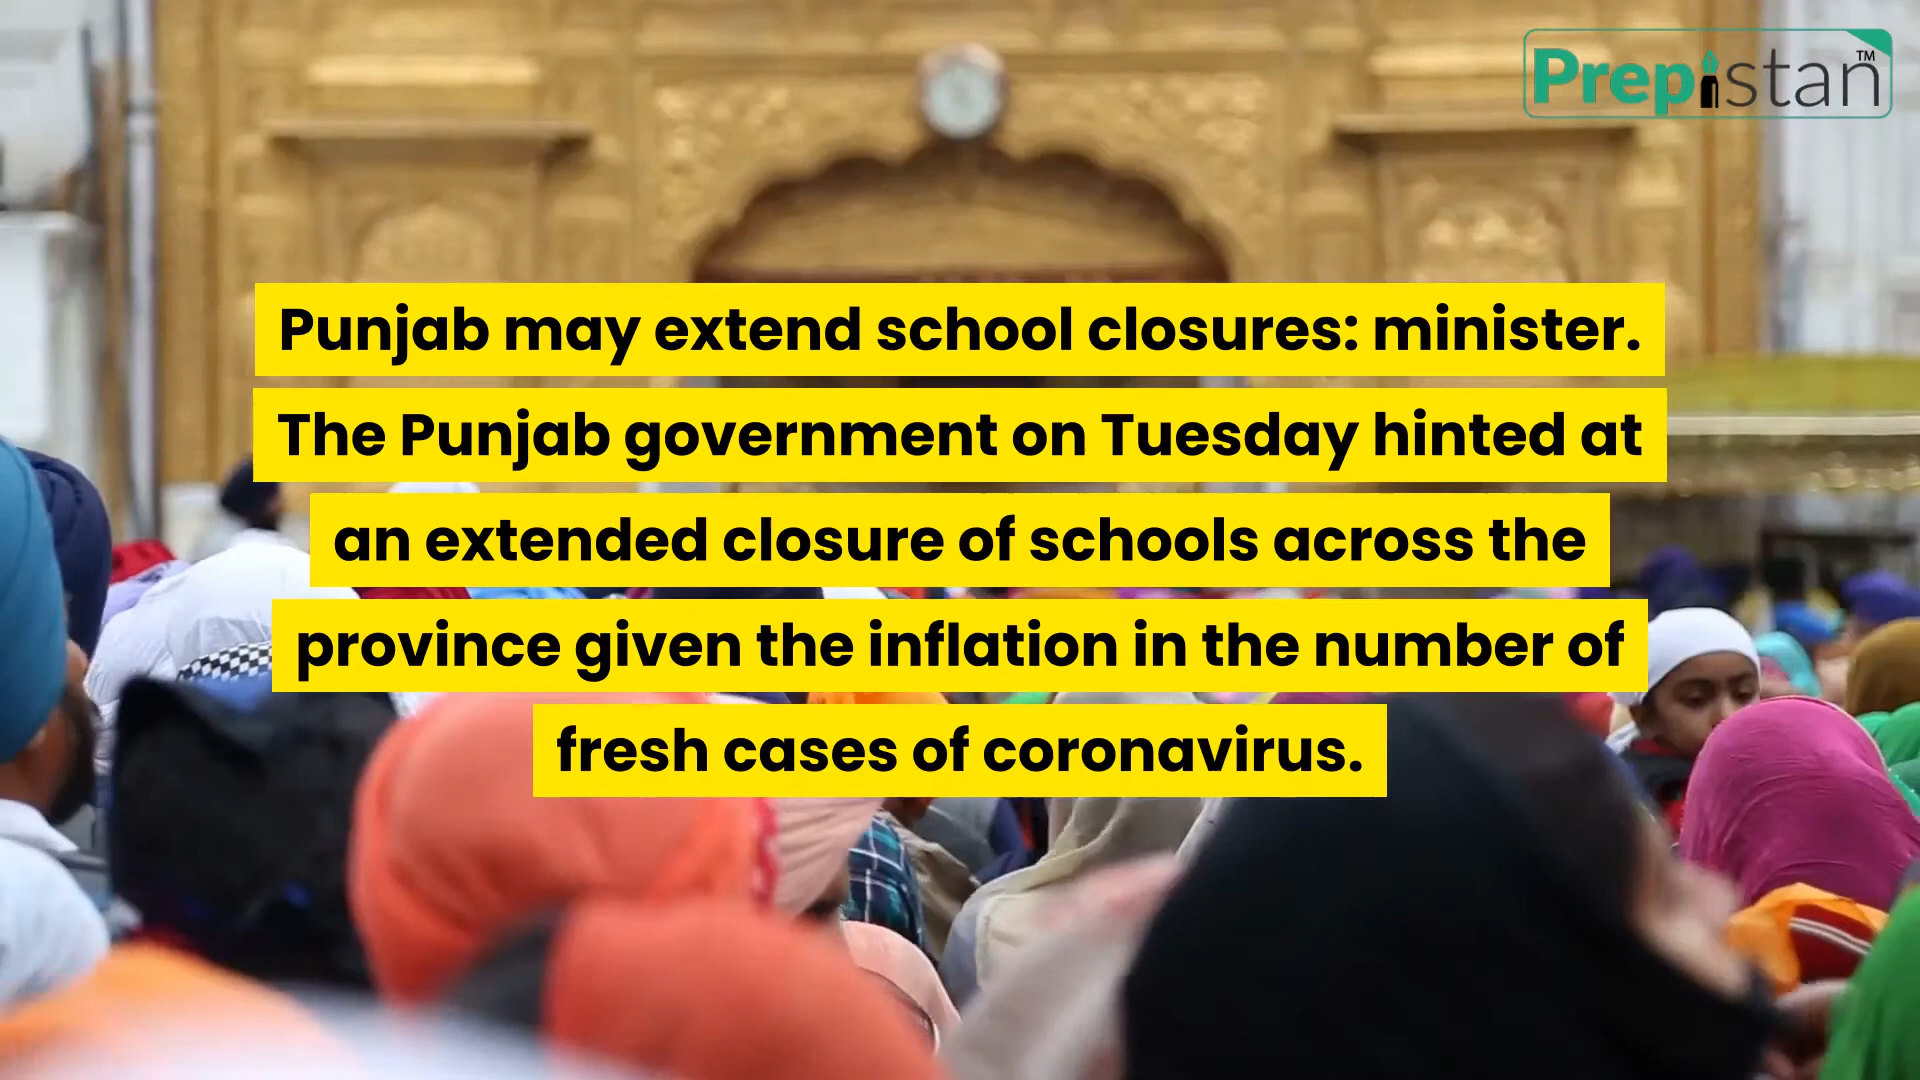 Prepistan™
Punjab may extend school closures: minister.
The Punjab government on Tuesday hinted at
an extended closure of schools across the
province given the inflation in the number of
fresh cases of coronavirus.